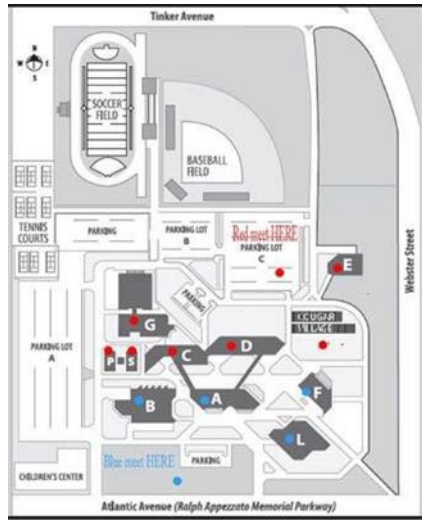 Tinker Avenue
N
W E
S
SOCCER
FIELD
BASEBALL
FIELD
TENNIS
COURTS
PARKING
PARKING LOT
B
Red meet HERE
PARKING LOT
C
E
Webster Street
PARKING
G
COUGAR
VILLAGE
PARKING LOT
A
P S
C
D
B
A
F
L
Blue meet HERE
PARKING
CHILDREN'S CENTER
Atlantic Avenue (Ralph Appezzato Memorial Parkway)